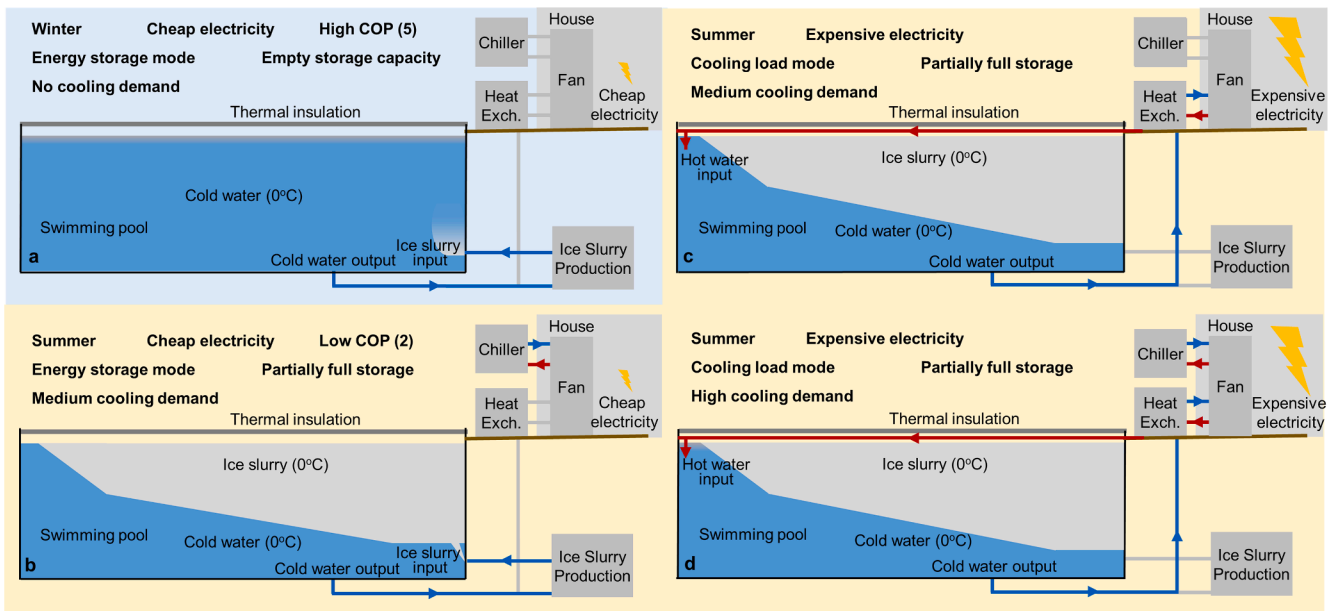 Winter Cheap electricity High COP (5)
Energy storage mode Empty storage capacity
No cooling demand
House
Chiller
Fan
Heat
Exch.
Cheap
electricity
Thermal insulation
Cold water (0°C)
Swimming pool
Ice slurry
input
a
Cold water output
Ice Slurry
Production
Summer Expensive electricity
Cooling load mode Partially full storage
Medium cooling demand
House
Chiller
Fan
Heat
Exch.
Expensive
electricity
Thermal insulation
Hot water
input
Ice slurry (0°C)
Swimming pool
Cold water (0°C)
c
Cold water output
Ice Slurry
Production
Summer Cheap electricity Low COP (2)
Energy storage mode Partially full storage
Medium cooling demand
House
Chiller
Fan
Heat
Exch.
Cheap
electricity
Thermal insulation
Ice slurry (0°C)
Swimming pool
Cold water (0°C)
Ice slurry
input
b
Cold water output
Ice Slurry
Production
Summer Expensive electricity
Cooling load mode Partially full storage
High cooling demand
House
Chiller
Fan
Heat
Exch.
Expensive
electricity
Thermal insulation
Hot water
input
Ice slurry (0°C)
Swimming pool
Cold water (0°C)
d
Cold water output
Ice Slurry
Production